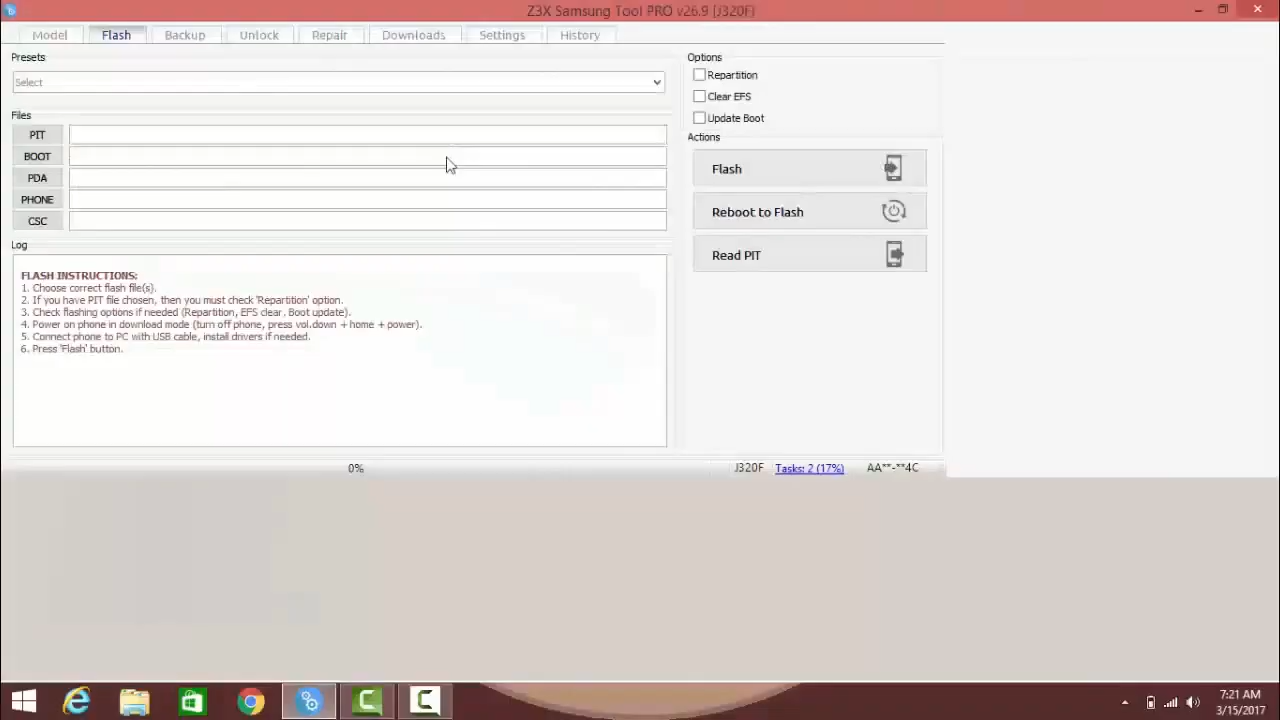 Z3X Samsung Tool PRO v26.9 [J320F]
Model Flash Backup Unlock Repair Downloads Settings History
Presets
Select
Files
PIT
BOOT
PDA
PHONE
CSC
Log
FLASH INSTRUCTIONS:
1. Choose correct flash file(s).
2. If you have PIT file chosen, then you must check 'Repartition' option.
3. Check flashing options if needed (Repartition, EFS clear, Boot update).
4. Power on phone in download mode (turn off phone, press vol.down + home + power).
5. Connect phone to PC with USB cable, install drivers if needed.
6. Press 'Flash' button.
Options
Repartition
Clear EFS
Update Boot
Actions
Flash
Reboot to Flash
Read PIT
0% J320F Tasks: 2 (17%) AA**-**4C
7:21 AM
3/15/2017